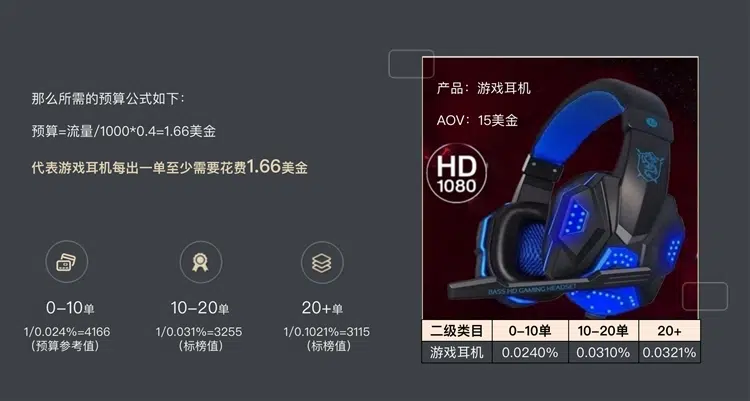 那么所需的预算公式如下：
预算=流量/1000*0.4=1.66美金
代表游戏耳机每出一单至少需要花费1.66美金
0-10单
1/0.024%=4166
(预算参考值)
10-20单
1/0.031%=3255
(标榜值)
20+单
1/0.1021%=3115
(标榜值)
产品：游戏耳机
AOV：15美金
HD
1080
BASS HD GAMING HEADSET
二级类目 0-10单 10-20单 20+
游戏耳机 0.0240% 0.0310% 0.0321%